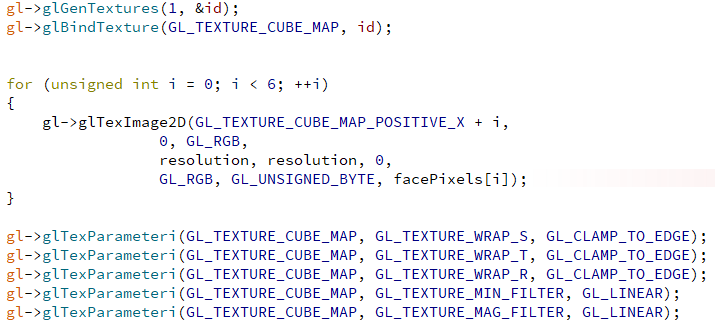 gl->glGenTextures(1, &id);
gl->glBindTexture(GL_TEXTURE_CUBE_MAP, id);
for (unsigned int i = 0; i < 6; ++i)
{
gl->glTexImage2D(GL_TEXTURE_CUBE_MAP_POSITIVE_X + i,
0, GL_RGB,
resolution, resolution, 0,
GL_RGB, GL_UNSIGNED_BYTE, facePixels[i]);
}
gl->glTexParameteri(GL_TEXTURE_CUBE_MAP, GL_TEXTURE_WRAP_S, GL_CLAMP_TO_EDGE);
gl->glTexParameteri(GL_TEXTURE_CUBE_MAP, GL_TEXTURE_WRAP_T, GL_CLAMP_TO_EDGE);
gl->glTexParameteri(GL_TEXTURE_CUBE_MAP, GL_TEXTURE_WRAP_R, GL_CLAMP_TO_EDGE);
gl->glTexParameteri(GL_TEXTURE_CUBE_MAP, GL_TEXTURE_MIN_FILTER, GL_LINEAR);
gl->glTexParameteri(GL_TEXTURE_CUBE_MAP, GL_TEXTURE_MAG_FILTER, GL_LINEAR);